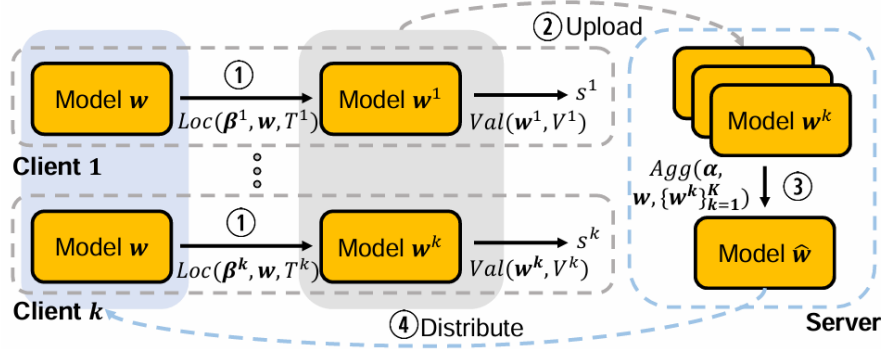 ② Upload
Model w
①
Loc(β¹, w, T¹)
Model w¹
Val(w¹, V¹)
s¹
Client 1
Model w
①
Loc(βᵏ, w, Tᵏ)
Model wᵏ
Val(wᵏ, Vᵏ)
sᵏ
Client k
④ Distribute
Model wᵏ
Agg(α,
w, {wᵏ}ᴷₖ₌₁)
③
Model ŵ
Server